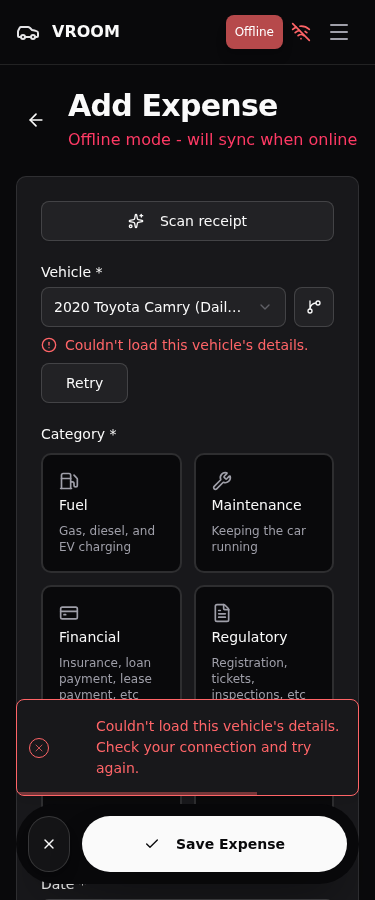 VROOM
Offline
Add Expense
Offline mode - will sync when online
Scan receipt
Vehicle *
2020 Toyota Camry (Dail...
Couldn't load this vehicle's details.
Retry
Category *
Fuel
Gas, diesel, and
EV charging
Maintenance
Keeping the car
running
Financial
Insurance, loan
payment, lease
payment, etc
Regulatory
Registration,
tickets,
inspections, etc
Couldn't load this vehicle's details.
Check your connection and try
again.
Save Expense
Date *